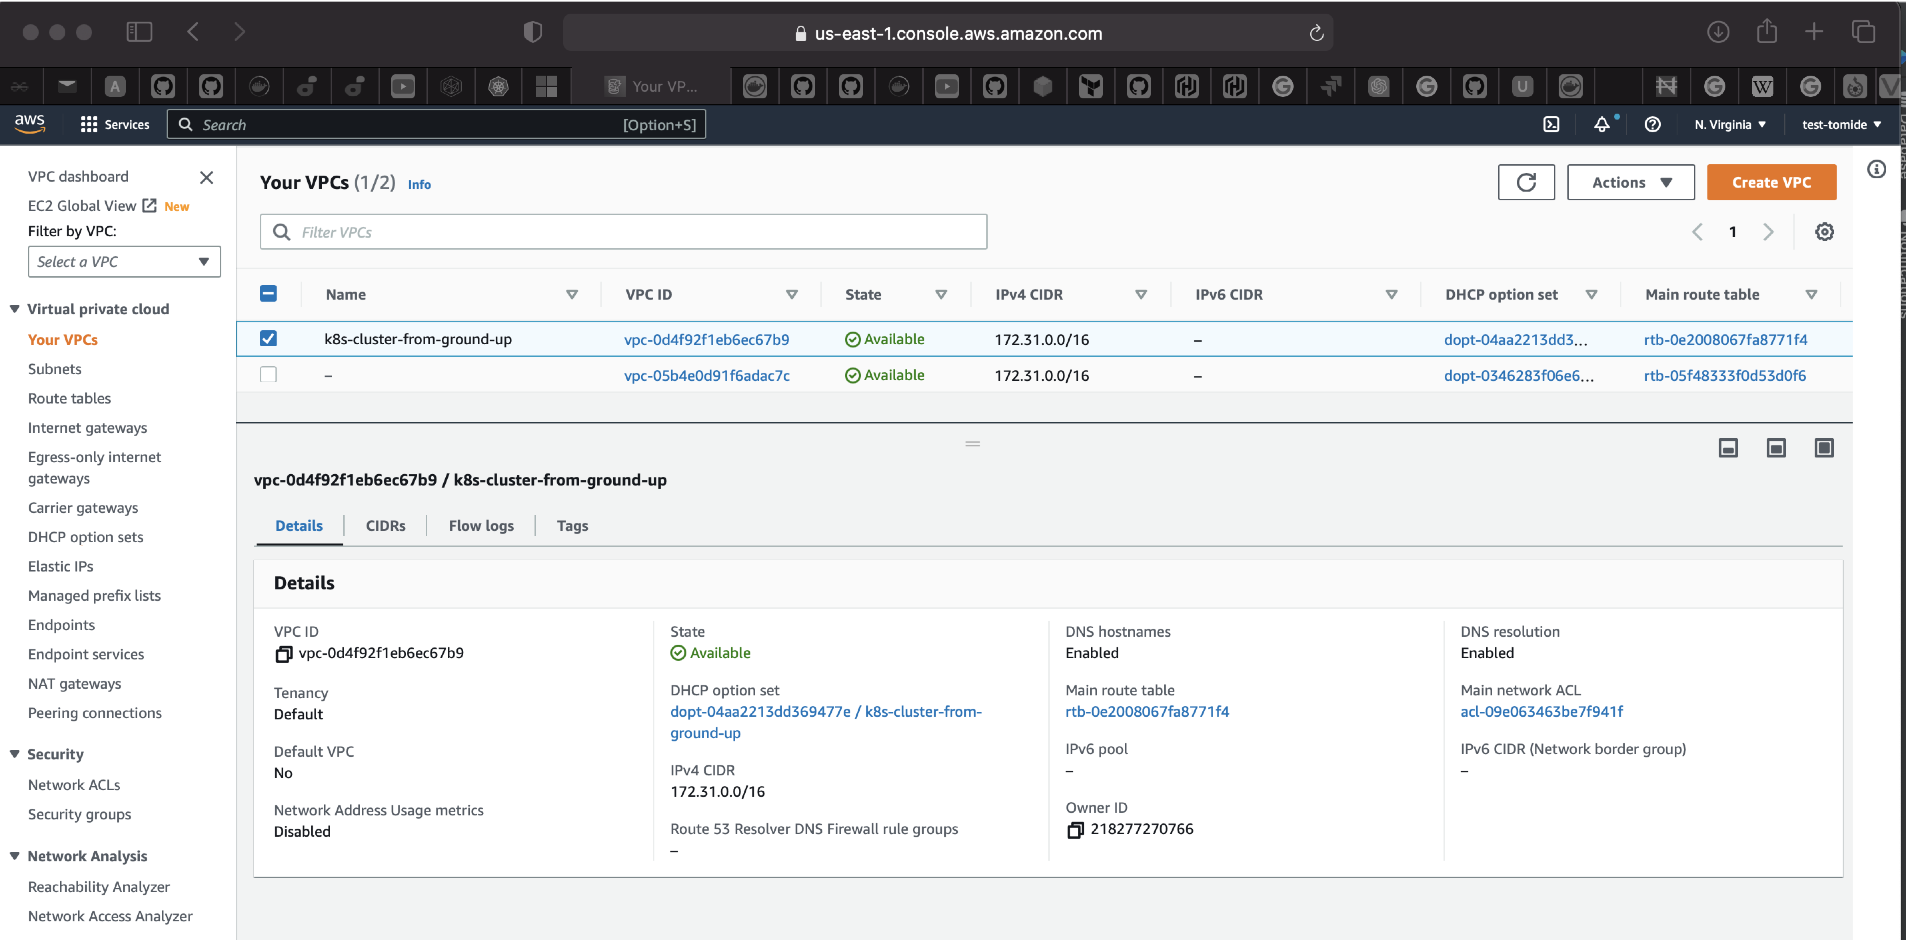 us-east-1.console.aws.amazon.com
Your VP...
aws
Services
Search
[Option+S]
N. Virginia
test-tomide
VPC dashboard
EC2 Global View New
Filter by VPC:
Select a VPC
Virtual private cloud
Your VPCs
Subnets
Route tables
Internet gateways
Egress-only internet
gateways
Carrier gateways
DHCP option sets
Elastic IPs
Managed prefix lists
Endpoints
Endpoint services
NAT gateways
Peering connections
Security
Network ACLs
Security groups
Network Analysis
Reachability Analyzer
Network Access Analyzer
Your VPCs (1/2) Info
Actions
Create VPC
Filter VPCs
1
Name VPC ID State IPv4 CIDR IPv6 CIDR DHCP option set Main route table
k8s-cluster-from-ground-up vpc-0d4f92f1eb6ec67b9 Available 172.31.0.0/16 – dopt-04aa2213dd3... rtb-0e2008067fa8771f4
– vpc-05b4e0d91f6adac7c Available 172.31.0.0/16 – dopt-0346283f06e6... rtb-05f48333f0d53d0f6
vpc-0d4f92f1eb6ec67b9 / k8s-cluster-from-ground-up
Details CIDRs Flow logs Tags
Details
VPC ID
vpc-0d4f92f1eb6ec67b9
Tenancy
Default
Default VPC
No
Network Address Usage metrics
Disabled
State
Available
DHCP option set
dopt-04aa2213dd369477e / k8s-cluster-from-
ground-up
IPv4 CIDR
172.31.0.0/16
Route 53 Resolver DNS Firewall rule groups
–
DNS hostnames
Enabled
Main route table
rtb-0e2008067fa8771f4
IPv6 pool
–
Owner ID
218277270766
DNS resolution
Enabled
Main network ACL
acl-09e063463be7f941f
IPv6 CIDR (Network border group)
–